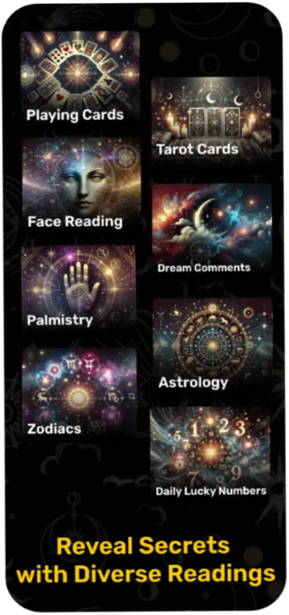 Playing Cards
Tarot Cards
Face Reading
Dream Comments
Palmistry
Astrology
Zodiacs
Daily Lucky Numbers
Reveal Secrets
with Diverse Readings